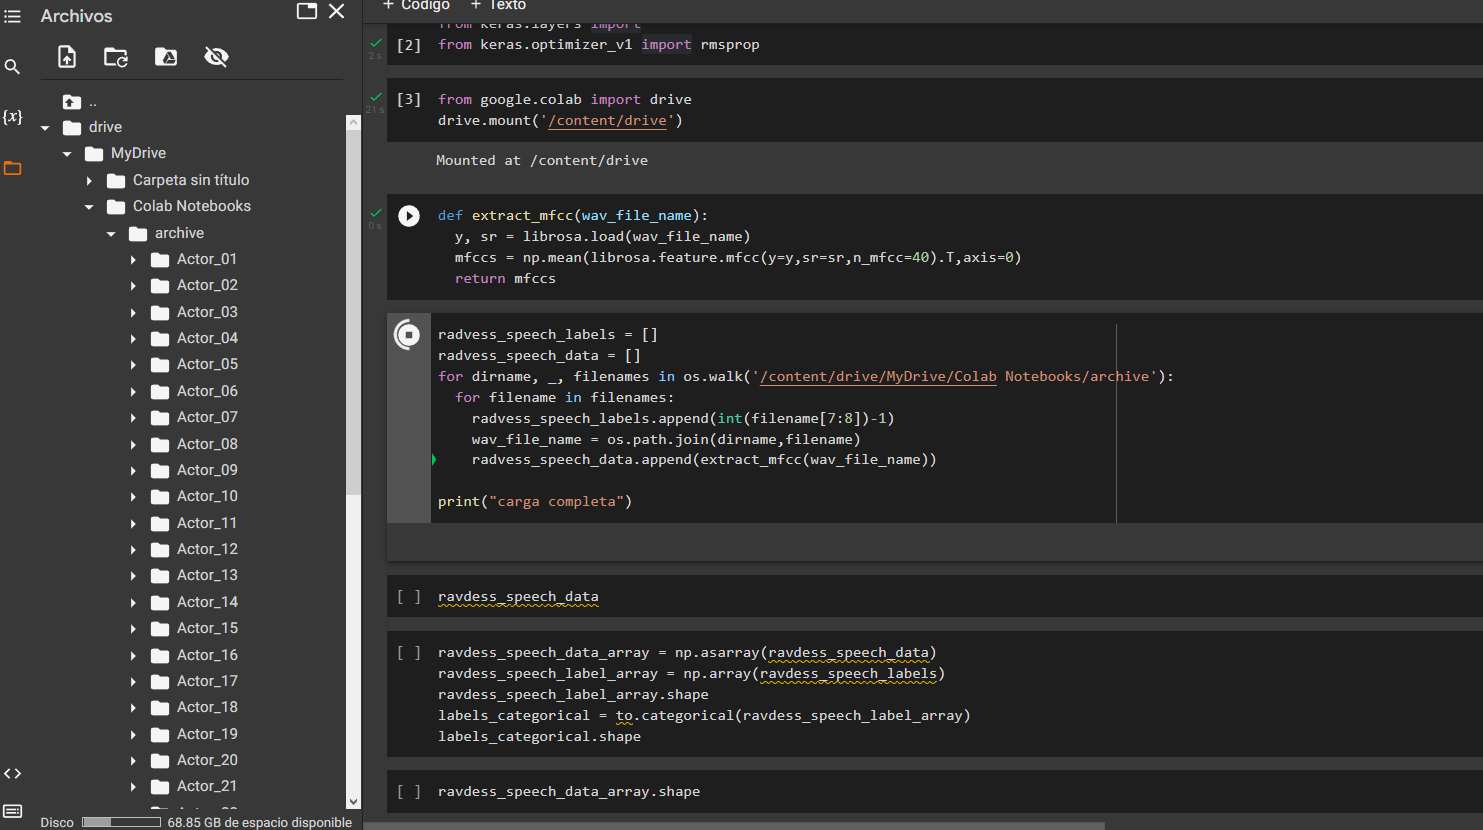 Archivos
{x}
..
drive
MyDrive
Carpeta sin título
Colab Notebooks
archive
Actor_01
Actor_02
Actor_03
Actor_04
Actor_05
Actor_06
Actor_07
Actor_08
Actor_09
Actor_10
Actor_11
Actor_12
Actor_13
Actor_14
Actor_15
Actor_16
Actor_17
Actor_18
Actor_19
Actor_20
Actor_21
Disco 68.85 GB de espacio disponible
+ Código + Texto
from keras.layers import
[2] from keras.optimizer_v1 import rmsprop
2 s
[3] from google.colab import drive
21 s
drive.mount('/content/drive')
Mounted at /content/drive
def extract_mfcc(wav_file_name):
0 s
y, sr = librosa.load(wav_file_name)
mfccs = np.mean(librosa.feature.mfcc(y=y,sr=sr,n_mfcc=40).T,axis=0)
return mfccs
radvess_speech_labels = []
radvess_speech_data = []
for dirname, _, filenames in os.walk('/content/drive/MyDrive/Colab Notebooks/archive'):
for filename in filenames:
radvess_speech_labels.append(int(filename[7:8])-1)
wav_file_name = os.path.join(dirname,filename)
radvess_speech_data.append(extract_mfcc(wav_file_name))
print("carga completa")
[ ] ravdess_speech_data
[ ] ravdess_speech_data_array = np.asarray(ravdess_speech_data)
ravdess_speech_label_array = np.array(ravdess_speech_labels)
ravdess_speech_label_array.shape
labels_categorical = to.categorical(ravdess_speech_label_array)
labels_categorical.shape
[ ] ravdess_speech_data_array.shape